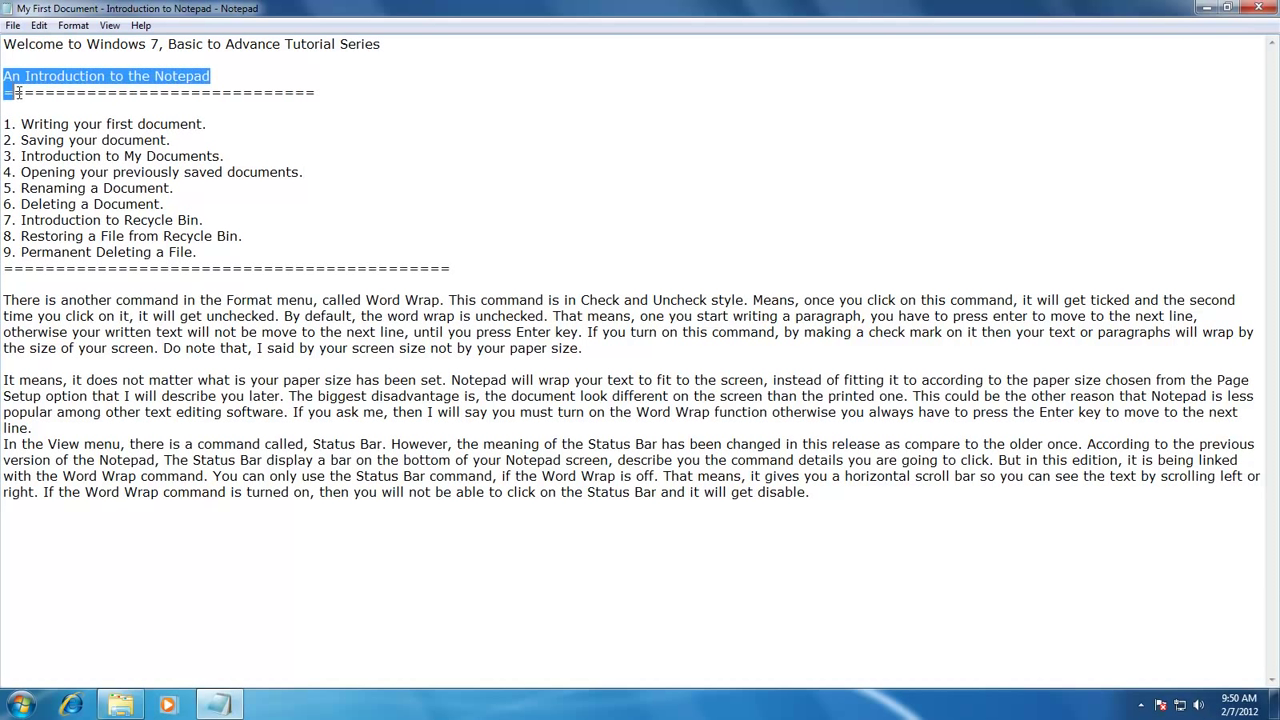 My First Document - Introduction to Notepad - Notepad
File Edit Format View Help
Welcome to Windows 7, Basic to Advance Tutorial Series
An Introduction to the Notepad
==============================
1. Writing your first document.
2. Saving your document.
3. Introduction to My Documents.
4. Opening your previously saved documents.
5. Renaming a Document.
6. Deleting a Document.
7. Introduction to Recycle Bin.
8. Restoring a File from Recycle Bin.
9. Permanent Deleting a File.
===========================================
There is another command in the Format menu, called Word Wrap. This command is in Check and Uncheck style. Means, once you click on this command, it will get ticked and the second
time you click on it, it will get unchecked. By default, the word wrap is unchecked. That means, one you start writing a paragraph, you have to press enter to move to the next line,
otherwise your written text will not be move to the next line, until you press Enter key. If you turn on this command, by making a check mark on it then your text or paragraphs will wrap by
the size of your screen. Do note that, I said by your screen size not by your paper size.
It means, it does not matter what is your paper size has been set. Notepad will wrap your text to fit to the screen, instead of fitting it to according to the paper size chosen from the Page
Setup option that I will describe you later. The biggest disadvantage is, the document look different on the screen than the printed one. This could be the other reason that Notepad is less
popular among other text editing software. If you ask me, then I will say you must turn on the Word Wrap function otherwise you always have to press the Enter key to move to the next
line.
In the View menu, there is a command called, Status Bar. However, the meaning of the Status Bar has been changed in this release as compare to the older once. According to the previous
version of the Notepad, The Status Bar display a bar on the bottom of your Notepad screen, describe you the command details you are going to click. But in this edition, it is being linked
with the Word Wrap command. You can only use the Status Bar command, if the Word Wrap is off. That means, it gives you a horizontal scroll bar so you can see the text by scrolling left or
right. If the Word Wrap command is turned on, then you will not be able to click on the Status Bar and it will get disable.
9:50 AM
2/7/2012